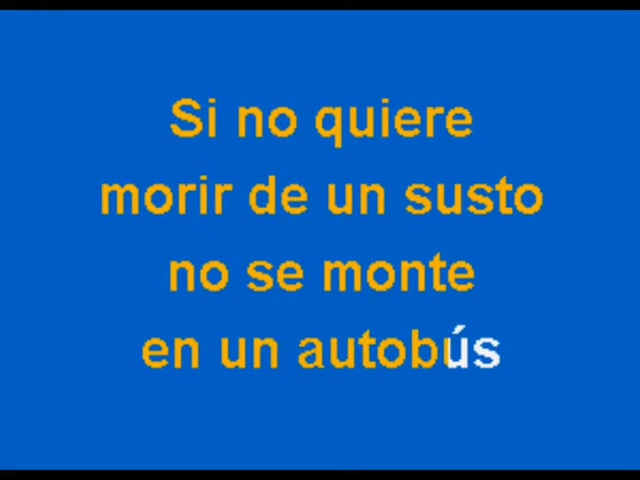 Si no quiere
morir de un susto
no se monte
en un autobús